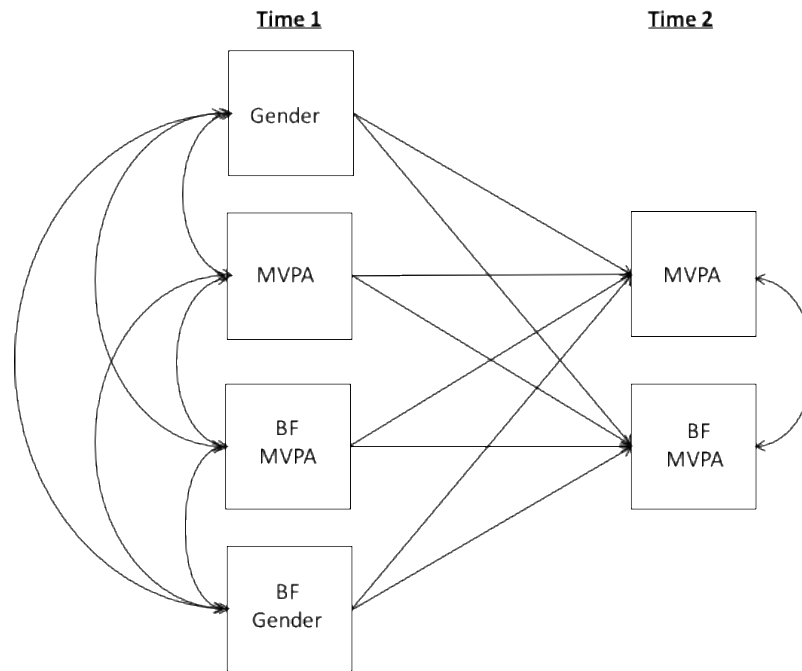 Time 1
Time 2
Gender
MVPA
MVPA
BF
MVPA
BF
MVPA
BF
Gender